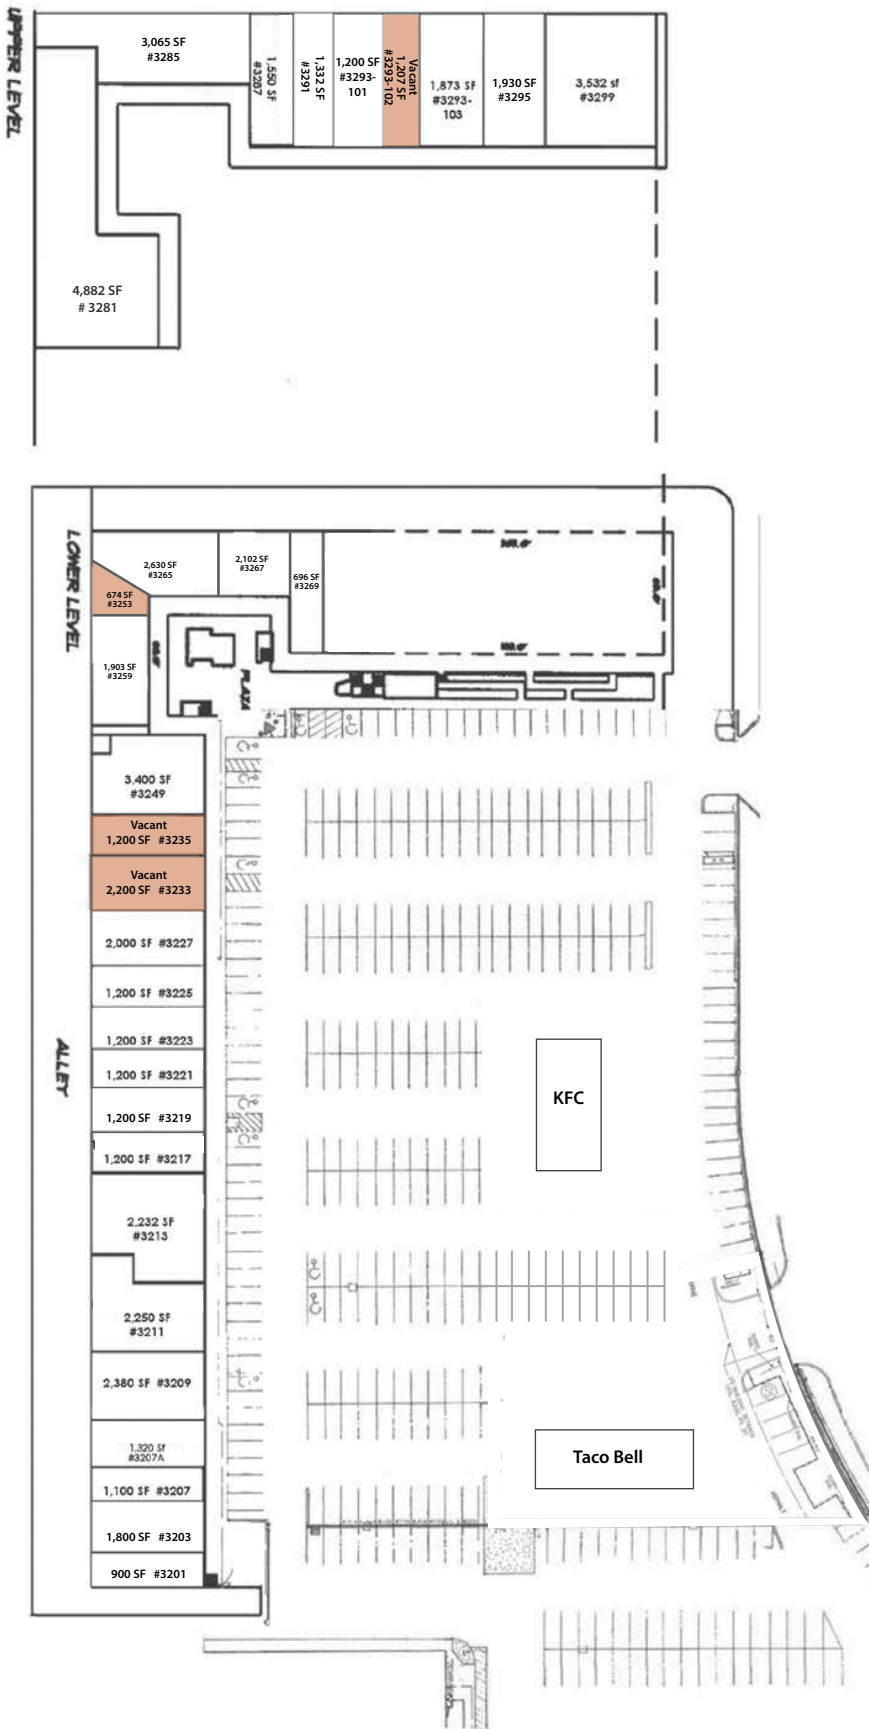 UPPER LEVEL
3,065 SF
#3285
1,550 SF
#3287
1,332 SF
#3291
1,200 SF
#3293-
101
Vacant
1,207 SF
#3293-102
1,873 SF
#3293-
103
1,930 SF
#3295
3,532 sf
#3299
4,882 SF
# 3281
LOWER LEVEL
2,630 SF
#3265
2,102 SF
#3267
696 SF
#3269
674 SF
#3253
1,903 SF
#3259
PLAZA
3,400 SF
#3249
Vacant
1,200 SF #3235
Vacant
2,200 SF #3233
2,000 SF #3227
1,200 SF #3225
1,200 SF #3223
1,200 SF #3221
1,200 SF #3219
1,200 SF #3217
ALLEY
KFC
2,232 SF
#3213
2,250 SF
#3211
2,380 SF #3209
1,320 Sf
#3207A
1,100 SF #3207
1,800 SF #3203
900 SF #3201
Taco Bell